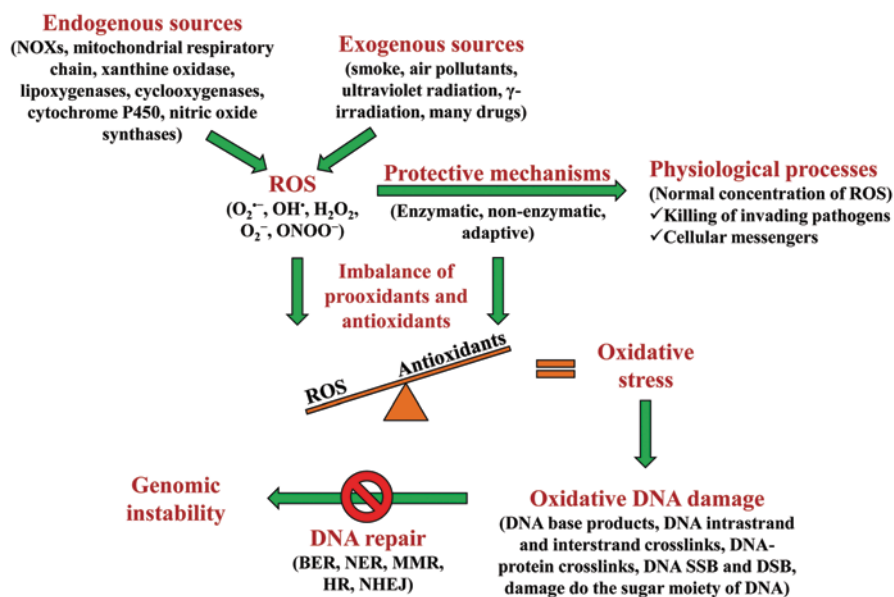 Endogenous sources
(NOXs, mitochondrial respiratory
chain, xanthine oxidase,
lipoxygenases, cyclooxygenases,
cytochrome P450, nitric oxide
synthases)
Exogenous sources
(smoke, air pollutants,
ultraviolet radiation, γ-
irradiation, many drugs)
ROS
(O₂•−, OH•, H₂O₂,
O₂⁻, ONOO⁻)
Protective mechanisms
(Enzymatic, non-enzymatic,
adaptive)
Physiological processes
(Normal concentration of ROS)
✓Killing of invading pathogens
✓Cellular messengers
Imbalance of
prooxidants and
antioxidants
ROS
Antioxidants
Oxidative
stress
Oxidative DNA damage
(DNA base products, DNA intrastrand
and interstrand crosslinks, DNA-
protein crosslinks, DNA SSB and DSB,
damage do the sugar moiety of DNA)
DNA repair
(BER, NER, MMR,
HR, NHEJ)
Genomic
instability